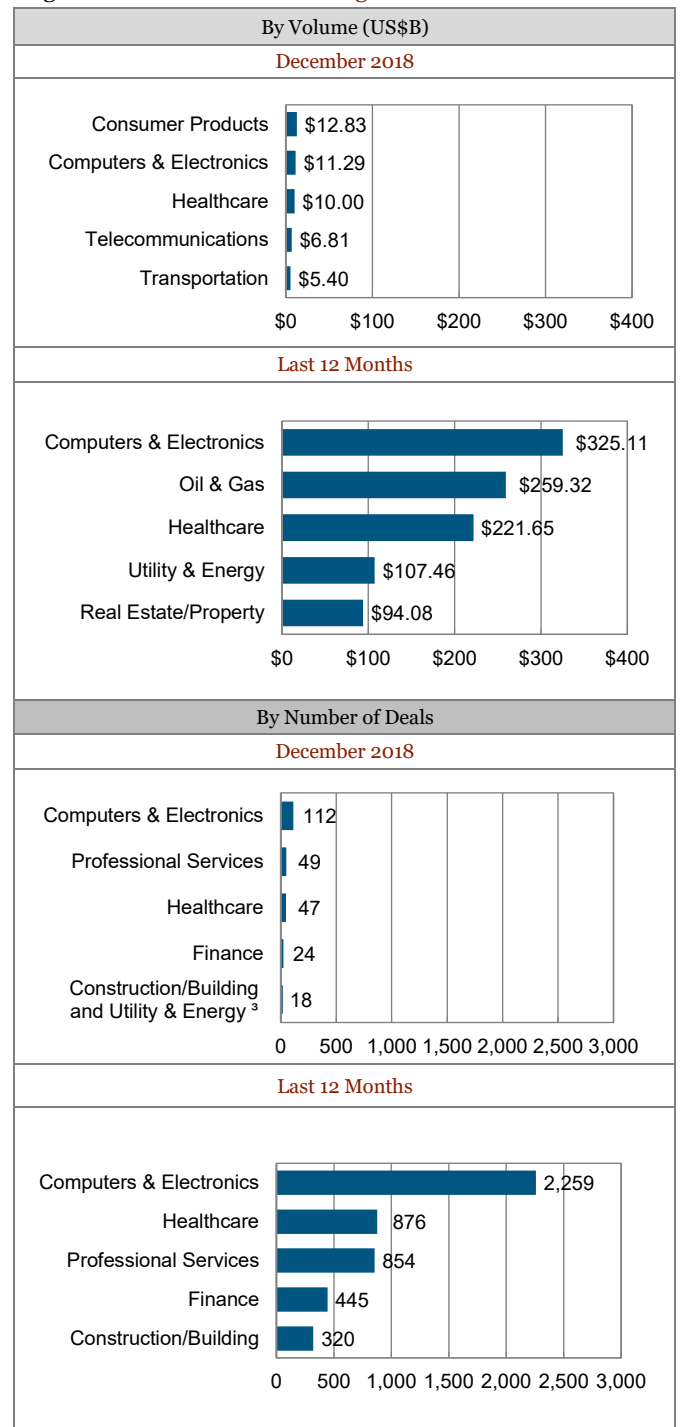 By Volume (US$B)
December 2018
Consumer Products $12.83
Computers & Electronics $11.29
Healthcare $10.00
Telecommunications $6.81
Transportation $5.40
$0 $100 $200 $300 $400
Last 12 Months
Computers & Electronics $325.11
Oil & Gas $259.32
Healthcare $221.65
Utility & Energy $107.46
Real Estate/Property $94.08
$0 $100 $200 $300 $400
By Number of Deals
December 2018
Computers & Electronics 112
Professional Services 49
Healthcare 47
Finance 24
Construction/Building
and Utility & Energy ³ 18
0 500 1,000 1,500 2,000 2,500 3,000
Last 12 Months
Computers & Electronics 2,259
Healthcare 876
Professional Services 854
Finance 445
Construction/Building 320
0 500 1,000 1,500 2,000 2,500 3,000